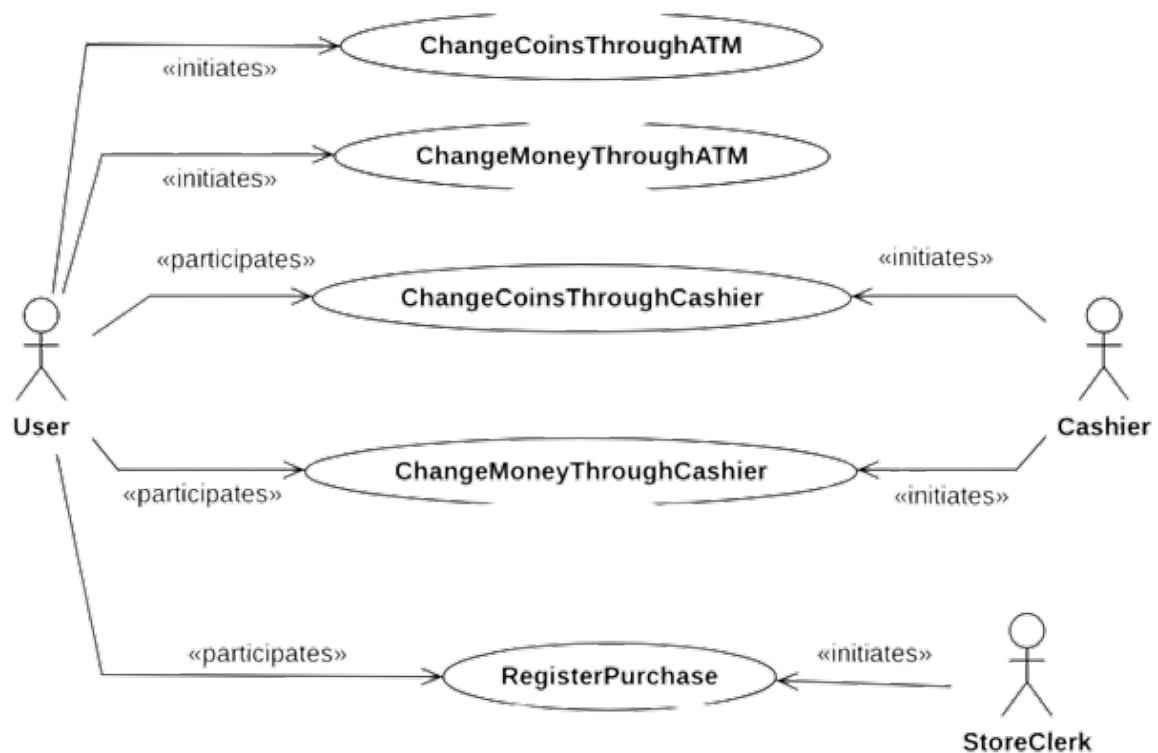 ChangeCoinsThroughATM
«initiates»
ChangeMoneyThroughATM
«initiates»
«participates»
«initiates»
ChangeCoinsThroughCashier
User
Cashier
ChangeMoneyThroughCashier
«participates»
«initiates»
«participates»
«initiates»
RegisterPurchase
StoreClerk